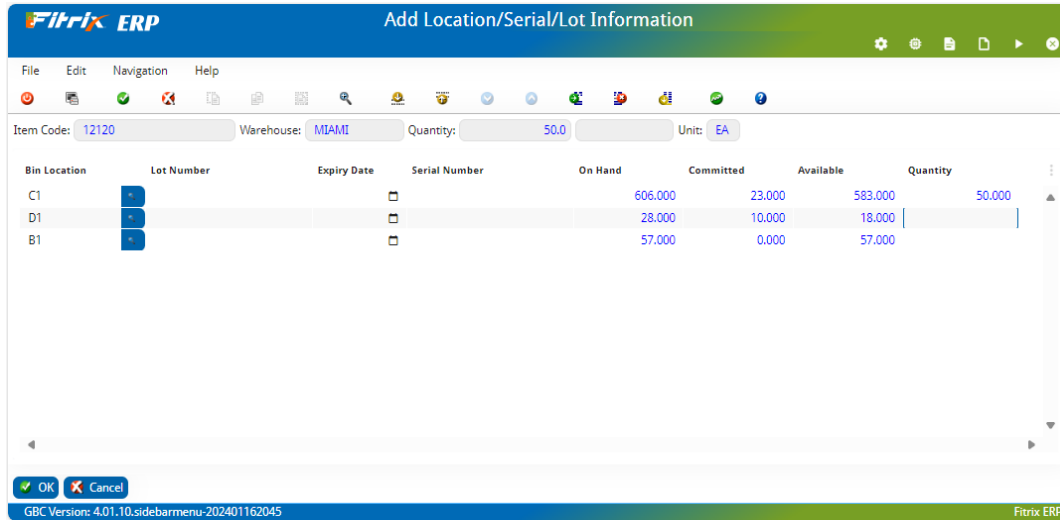 Fitrix ERP
Add Location/Serial/Lot Information
File Edit Navigation Help
Item Code: 12120 Warehouse: MIAMI Quantity: 50.0 Unit: EA
Bin Location Lot Number Expiry Date Serial Number On Hand Committed Available Quantity
C1 606.000 23.000 583.000 50.000
D1 28.000 10.000 18.000
B1 57.000 0.000 57.000
OK Cancel
GBC Version: 4.01.10.sidebarmenu-202401162045 Fitrix ERP